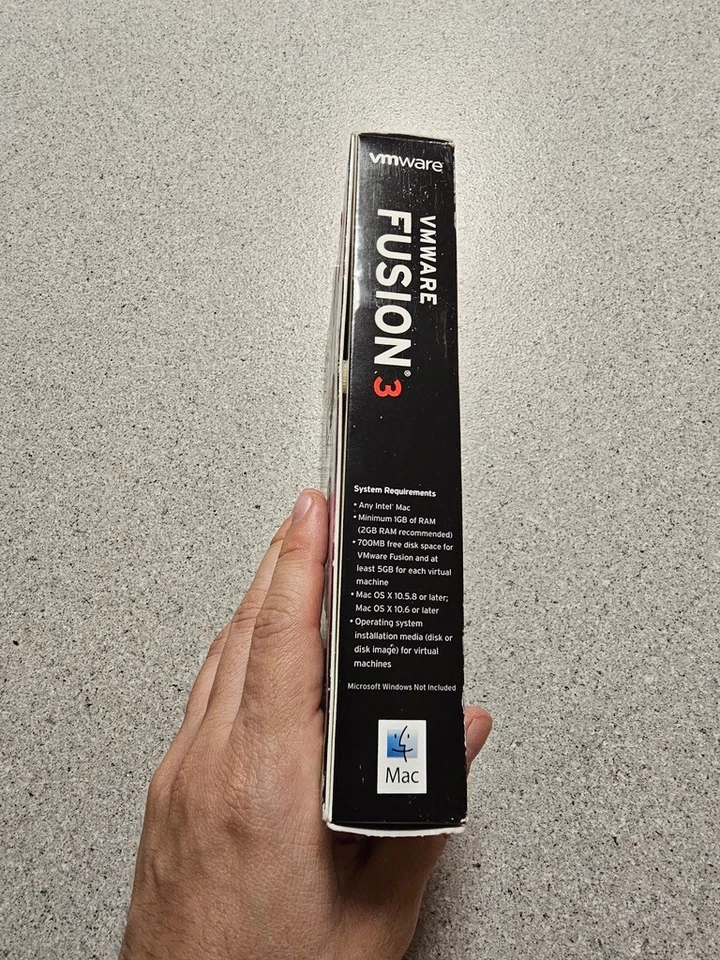 vmware
VMWARE
FUSION® 3
System Requirements
• Any Intel® Mac
• Minimum 1GB of RAM
(2GB RAM recommended)
• 700MB free disk space for
VMware Fusion and at
least 5GB for each virtual
machine
• Mac OS X 10.5.8 or later;
Mac OS X 10.6 or later
• Operating system
installation media (disk or
disk image) for virtual
machines
Microsoft Windows Not Included
Mac